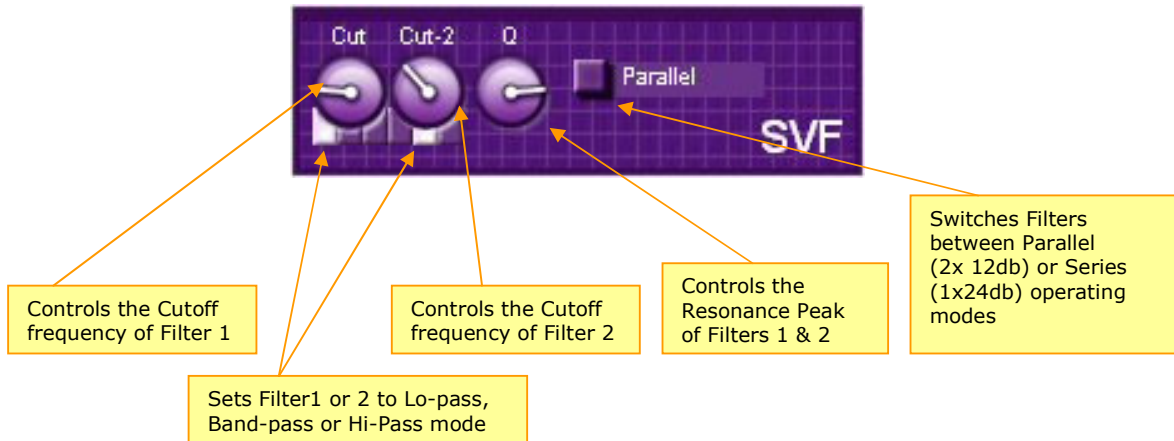 Cut Cut-2 Q
Parallel
SVF
Switches Filters
between Parallel
(2x 12db) or Series
(1x24db) operating
modes
Controls the Cutoff
frequency of Filter 1
Controls the Cutoff
frequency of Filter 2
Controls the
Resonance Peak
of Filters 1 & 2
Sets Filter1 or 2 to Lo-pass,
Band-pass or Hi-Pass mode